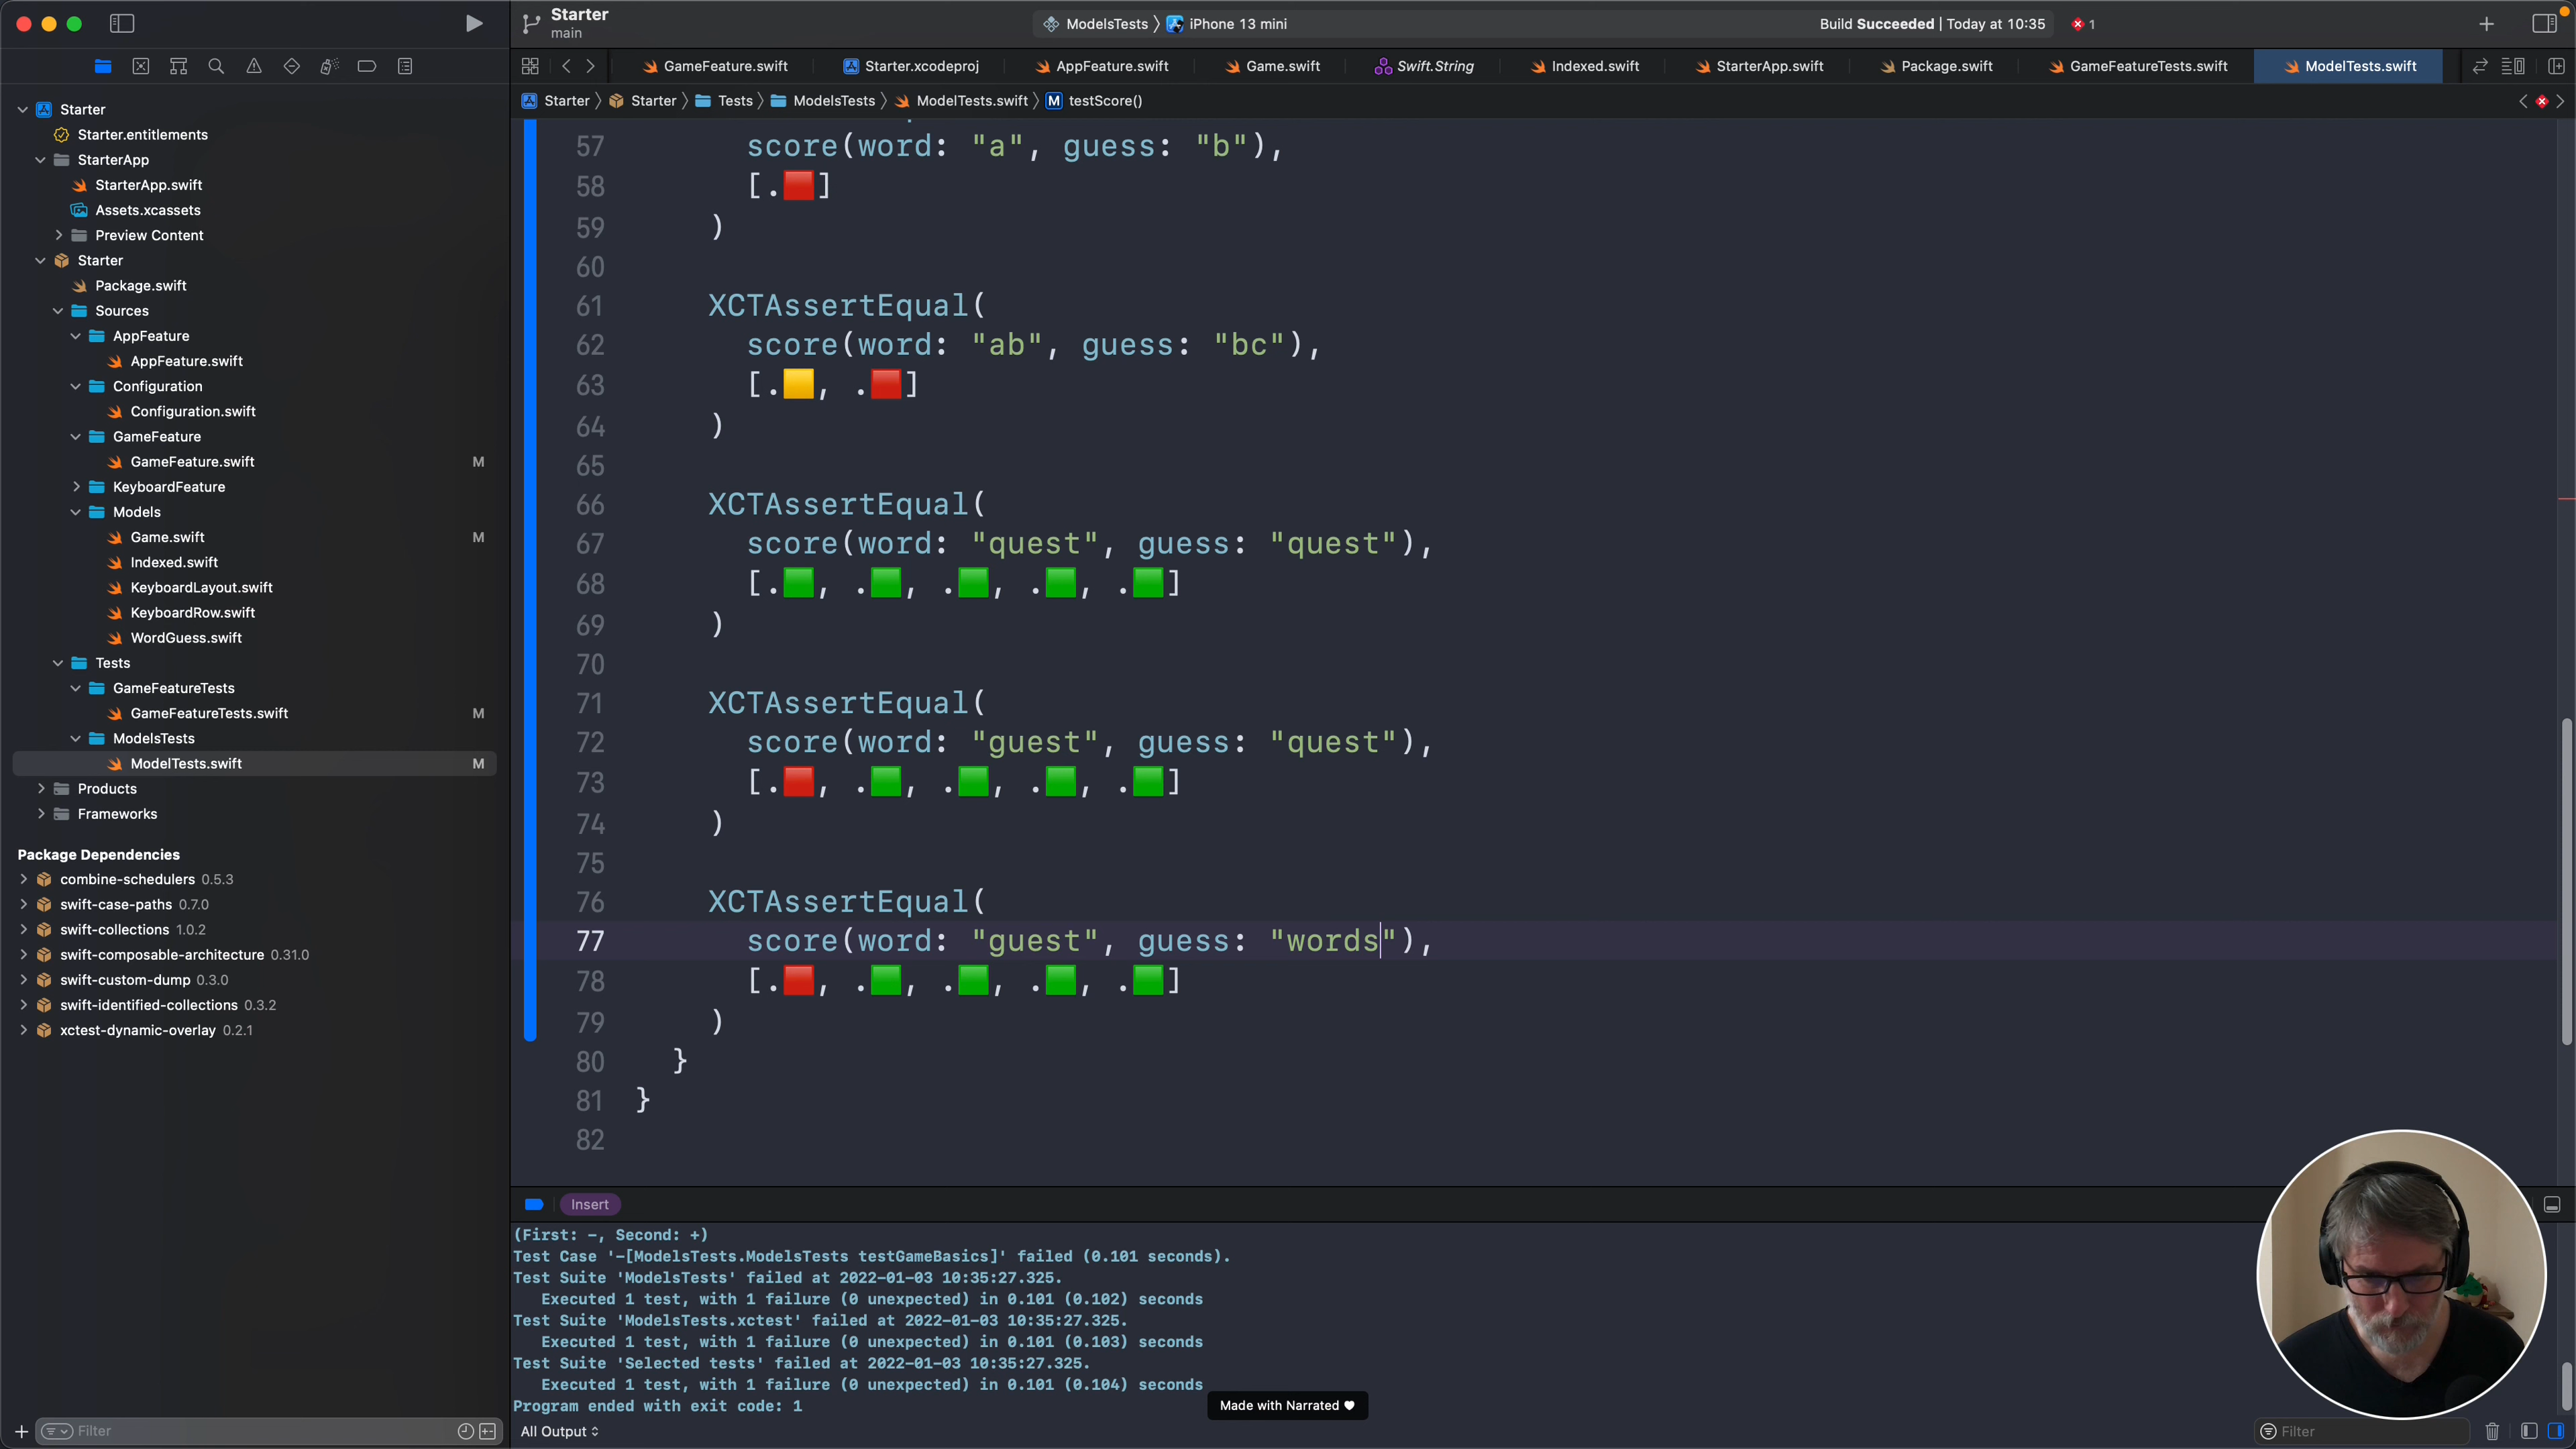 Starter
main
ModelsTests 〉 iPhone 13 mini
Build Succeeded | Today at 10:35
1
GameFeature.swift
Starter.xcodeproj
AppFeature.swift
Game.swift
Swift.String
Indexed.swift
StarterApp.swift
Package.swift
GameFeatureTests.swift
ModelTests.swift
Starter 〉 Starter 〉 Tests 〉 ModelsTests 〉 ModelTests.swift 〉 M testScore()
Starter
Starter.entitlements
StarterApp
StarterApp.swift
Assets.xcassets
Preview Content
Starter
Package.swift
Sources
AppFeature
AppFeature.swift
Configuration
Configuration.swift
GameFeature
GameFeature.swift M
KeyboardFeature
Models
Game.swift M
Indexed.swift
KeyboardLayout.swift
KeyboardRow.swift
WordGuess.swift
Tests
GameFeatureTests
GameFeatureTests.swift M
ModelsTests
ModelTests.swift M
Products
Frameworks
Package Dependencies
combine-schedulers 0.5.3
swift-case-paths 0.7.0
swift-collections 1.0.2
swift-composable-architecture 0.31.0
swift-custom-dump 0.3.0
swift-identified-collections 0.3.2
xctest-dynamic-overlay 0.2.1
Filter
57 score(word: "a", guess: "b"),
58 [.🟥]
59 )
60
61 XCTAssertEqual(
62 score(word: "ab", guess: "bc"),
63 [.🟨, .🟥]
64 )
65
66 XCTAssertEqual(
67 score(word: "quest", guess: "quest"),
68 [.🟩, .🟩, .🟩, .🟩, .🟩]
69 )
70
71 XCTAssertEqual(
72 score(word: "guest", guess: "quest"),
73 [.🟥, .🟩, .🟩, .🟩, .🟩]
74 )
75
76 XCTAssertEqual(
77 score(word: "guest", guess: "words"),
78 [.🟥, .🟩, .🟩, .🟩, .🟩]
79 )
80 }
81 }
82
Insert
(First: -, Second: +)
Test Case '-[ModelsTests.ModelsTests testGameBasics]' failed (0.101 seconds).
Test Suite 'ModelsTests' failed at 2022-01-03 10:35:27.325.
Executed 1 test, with 1 failure (0 unexpected) in 0.101 (0.102) seconds
Test Suite 'ModelsTests.xctest' failed at 2022-01-03 10:35:27.325.
Executed 1 test, with 1 failure (0 unexpected) in 0.101 (0.103) seconds
Test Suite 'Selected tests' failed at 2022-01-03 10:35:27.325.
Executed 1 test, with 1 failure (0 unexpected) in 0.101 (0.104) seconds
Program ended with exit code: 1
Made with Narrated ♥
All Output
Filter